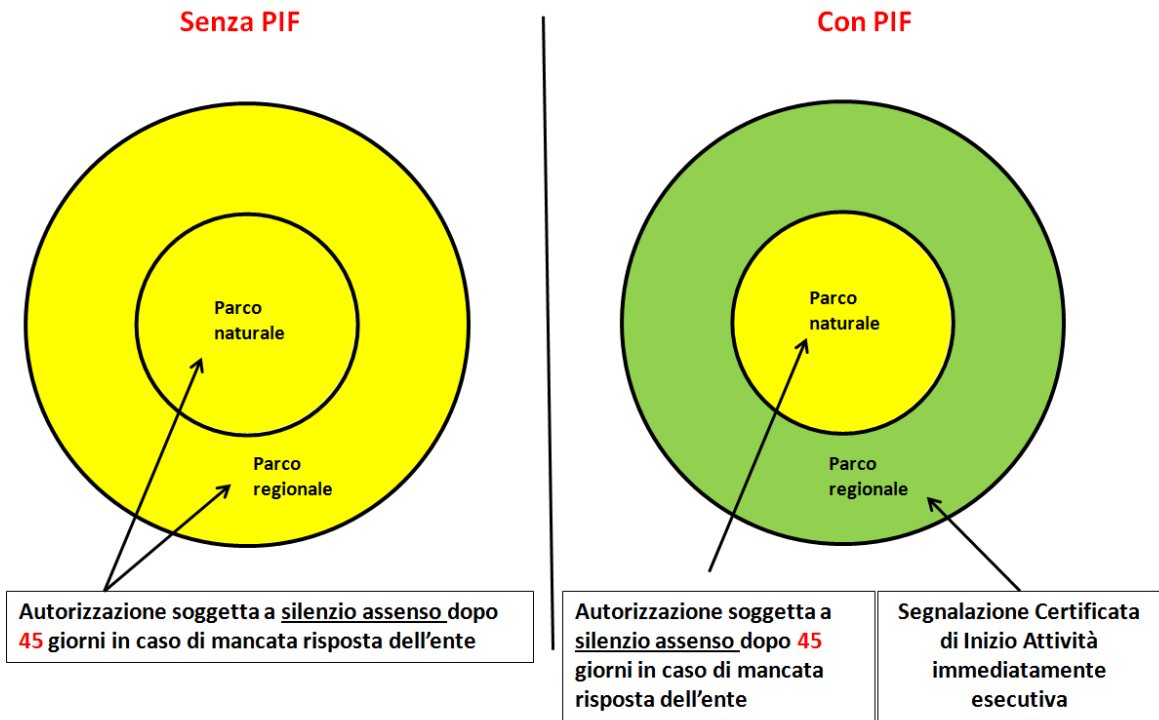 Senza PIF
Parco
naturale
Parco
regionale
Autorizzazione soggetta a silenzio assenso dopo
45 giorni in caso di mancata risposta dell'ente
Con PIF
Parco
naturale
Parco
regionale
Autorizzazione soggetta a
silenzio assenso dopo 45
giorni in caso di mancata
risposta dell'ente
Segnalazione Certificata
di Inizio Attività
immediatamente
esecutiva